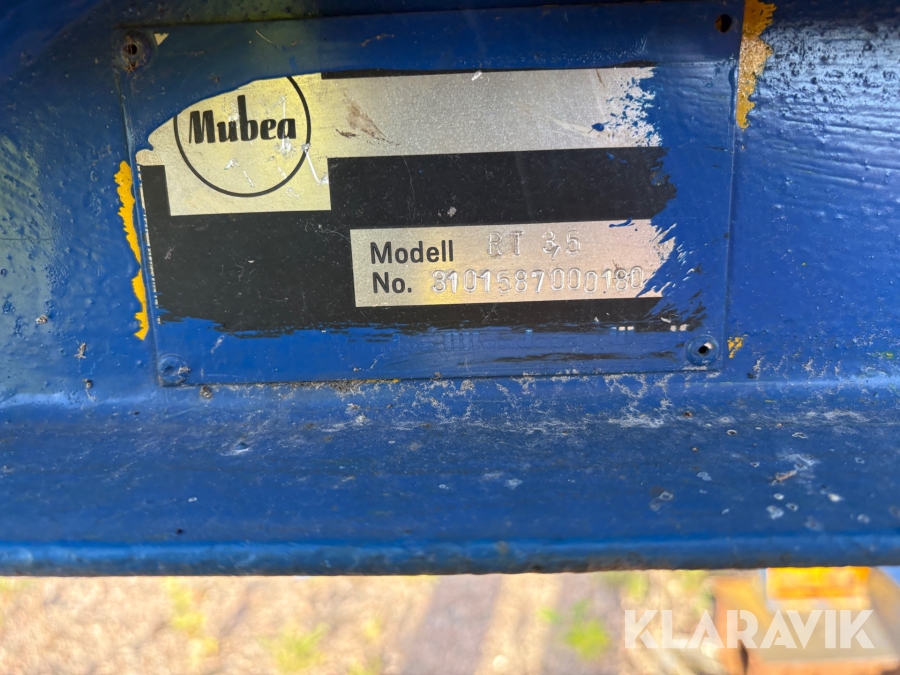 Mubea
Modell RT 3,5
No. 3101587000180
KLARAVIK